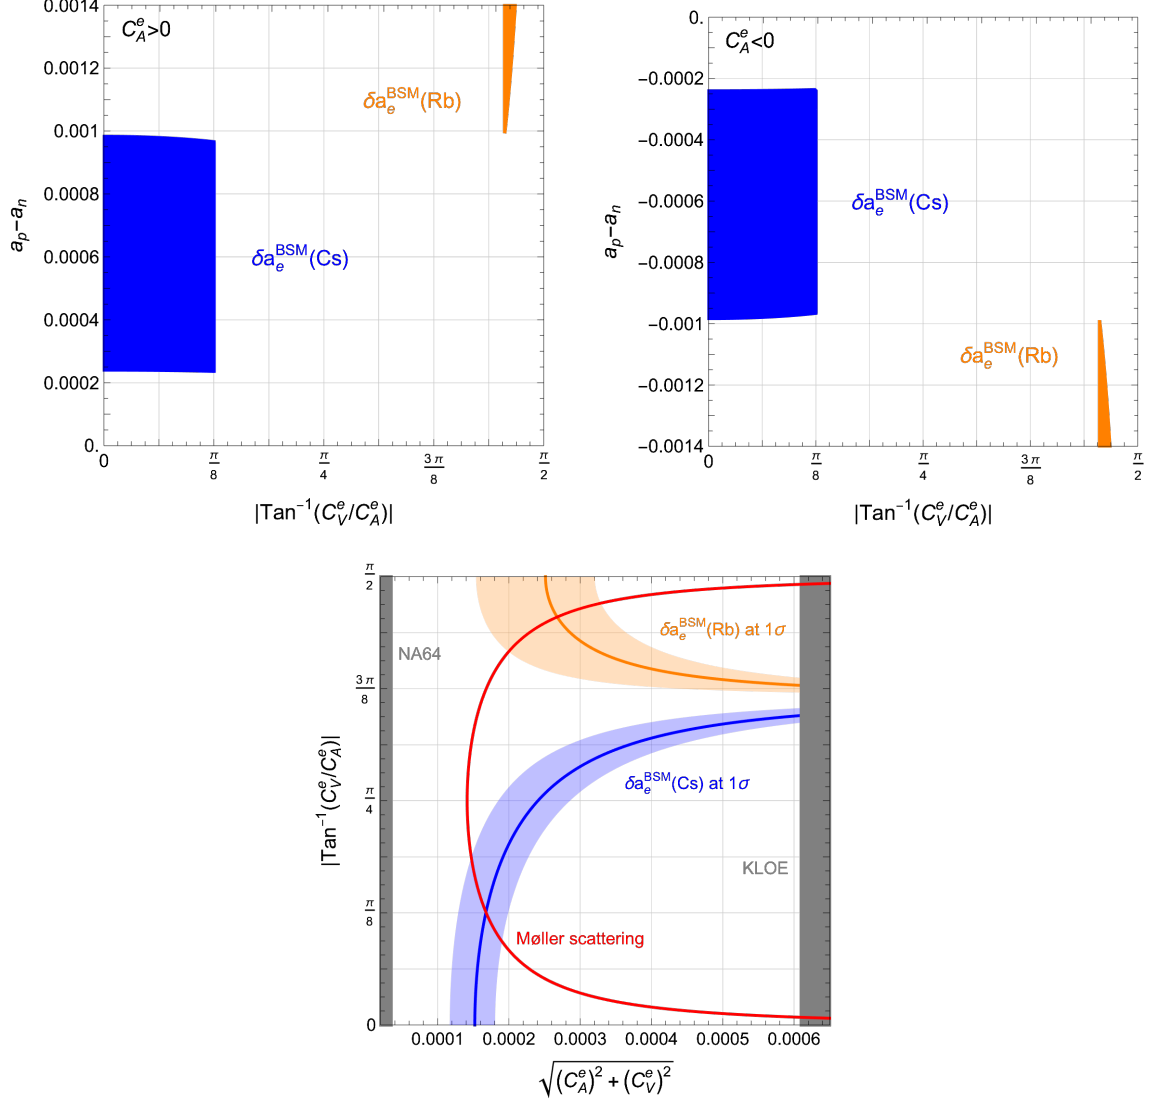 0.0014
C_A^e>0
0.0012
δa_e^BSM(Rb)
0.001
0.0008
a_p−a_n
δa_e^BSM(Cs)
0.0006
0.0004
0.0002
0.
0 π/8 π/4 3π/8 π/2
|Tan⁻¹(C_V^e/C_A^e)|
0.
C_A^e<0
−0.0002
−0.0004
δa_e^BSM(Cs)
a_p−a_n
−0.0006
−0.0008
−0.001
δa_e^BSM(Rb)
−0.0012
−0.0014
0 π/8 π/4 3π/8 π/2
|Tan⁻¹(C_V^e/C_A^e)|
π/2
δa_e^BSM(Rb) at 1σ
NA64
3π/8
|Tan⁻¹(C_V^e/C_A^e)|
δa_e^BSM(Cs) at 1σ
π/4
KLOE
π/8
Møller scattering
0
0.0001 0.0002 0.0003 0.0004 0.0005 0.0006
√((C_A^e)²+(C_V^e)²)